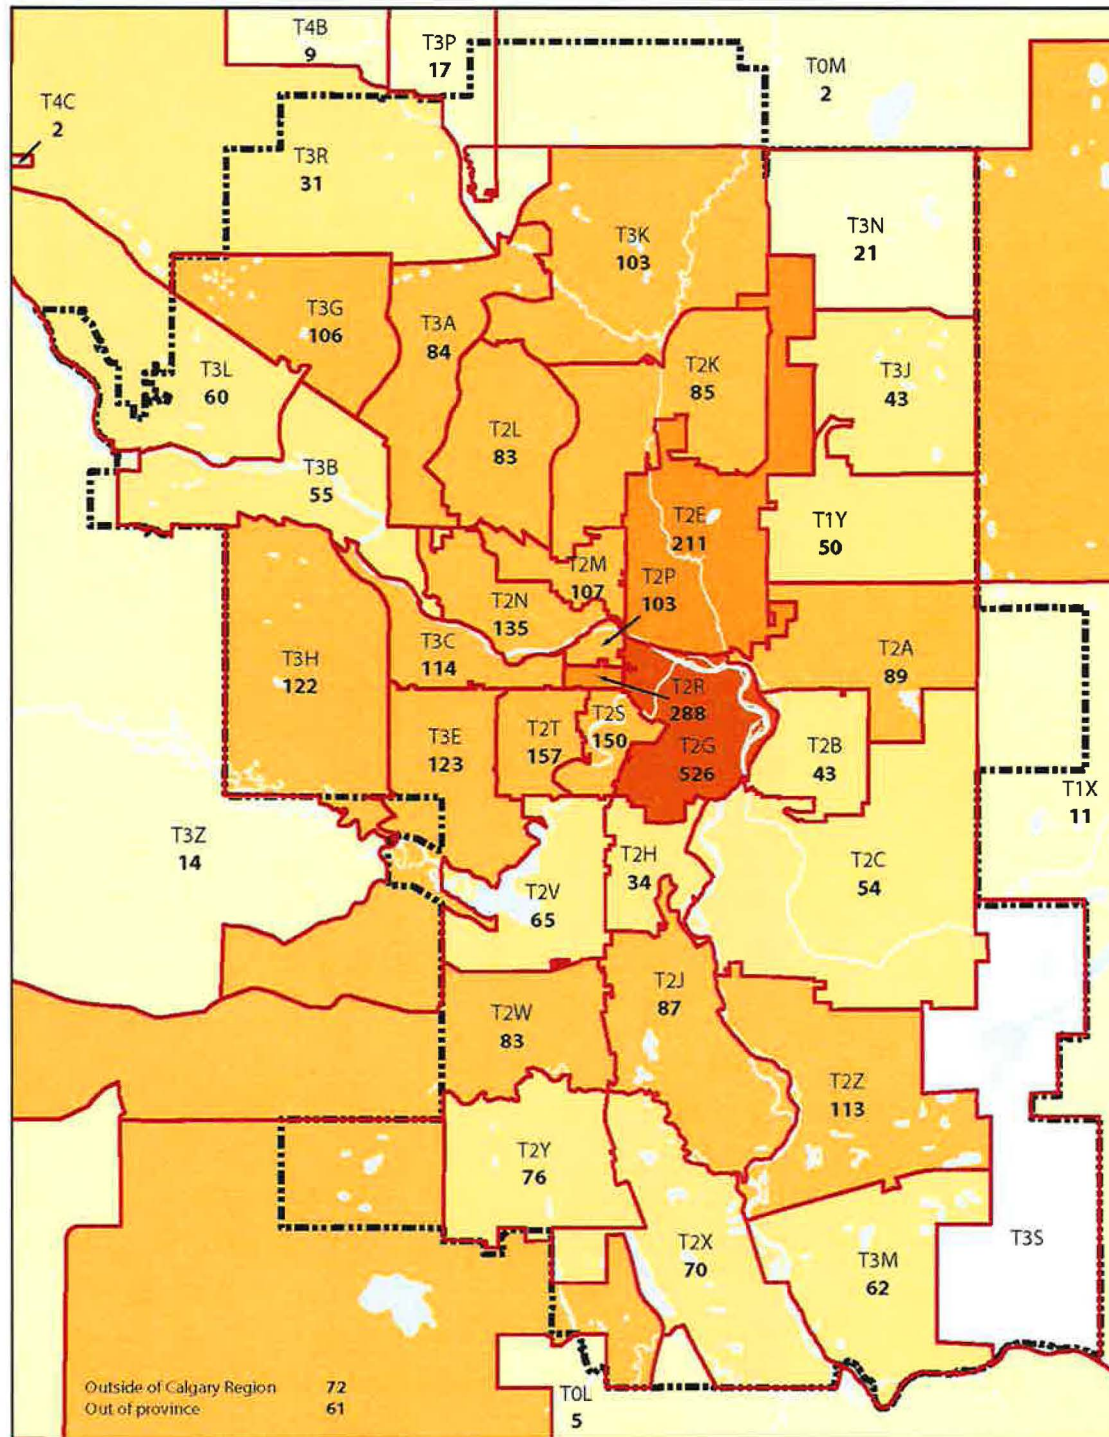 T4B
9
T3P
17
T0M
2
T4C
2
T3R
31
T3N
21
T3K
103
T3G
106
T3A
84
T3L
60
T2K
85
T3J
43
T2L
83
T3B
55
T2E
211
T1Y
50
T2M
107
T2P
103
T2N
135
T3C
114
T3H
122
T2A
89
T2R
288
T2S
150
T2T
157
T3E
123
T2G
526
T2B
43
T1X
11
T3Z
14
T2H
34
T2C
54
T2V
65
T2J
87
T2W
83
T2Z
113
T2Y
76
T2X
70
T3M
62
T3S
Outside of Calgary Region 72
Out of province 61
T0L
5